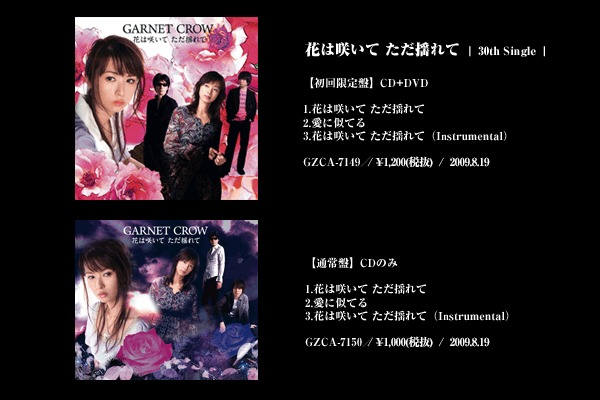 GARNET CROW
花は咲いて ただ揺れて
花は咲いて ただ揺れて | 30th Single |
【初回限定盤】CD+DVD
1.花は咲いて ただ揺れて
2.愛に似てる
3.花は咲いて ただ揺れて（Instrumental）
GZCA-7149／¥1,200(税抜) / 2009.8.19
GARNET CROW
花は咲いて ただ揺れて
【通常盤】CDのみ
1.花は咲いて ただ揺れて
2.愛に似てる
3.花は咲いて ただ揺れて（Instrumental）
GZCA-7150／¥1,000(税抜) / 2009.8.19